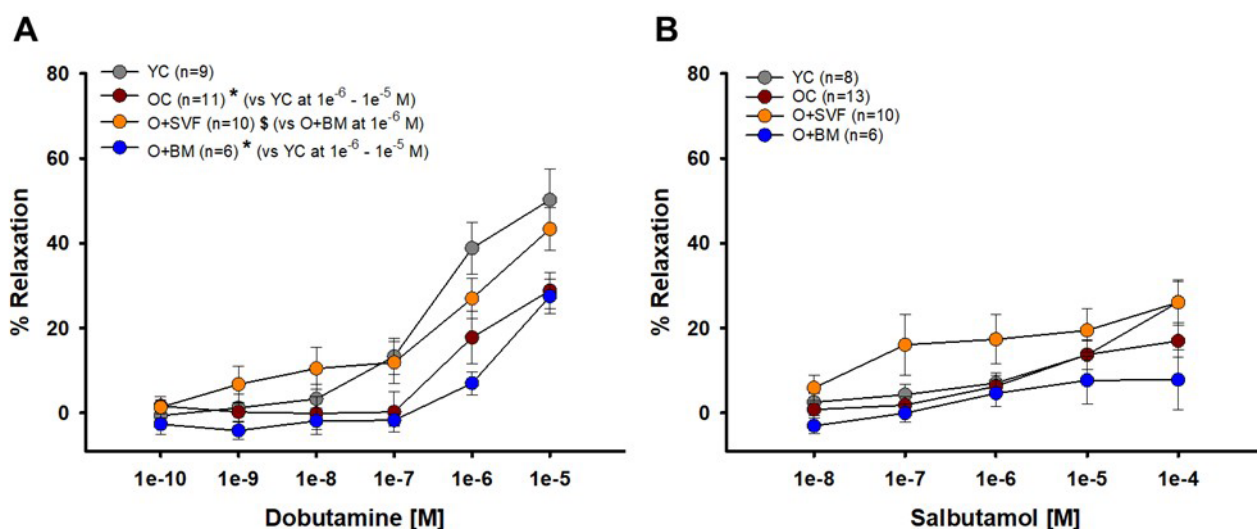 A
YC (n=9)
OC (n=11) * (vs YC at 1e-6 - 1e-5 M)
O+SVF (n=10) $ (vs O+BM at 1e-6 M)
O+BM (n=6) * (vs YC at 1e-6 - 1e-5 M)
80
60
40
20
0
% Relaxation
1e-10 1e-9 1e-8 1e-7 1e-6 1e-5
Dobutamine [M]
B
YC (n=8)
OC (n=13)
O+SVF (n=10)
O+BM (n=6)
80
60
40
20
0
% Relaxation
1e-8 1e-7 1e-6 1e-5 1e-4
Salbutamol [M]